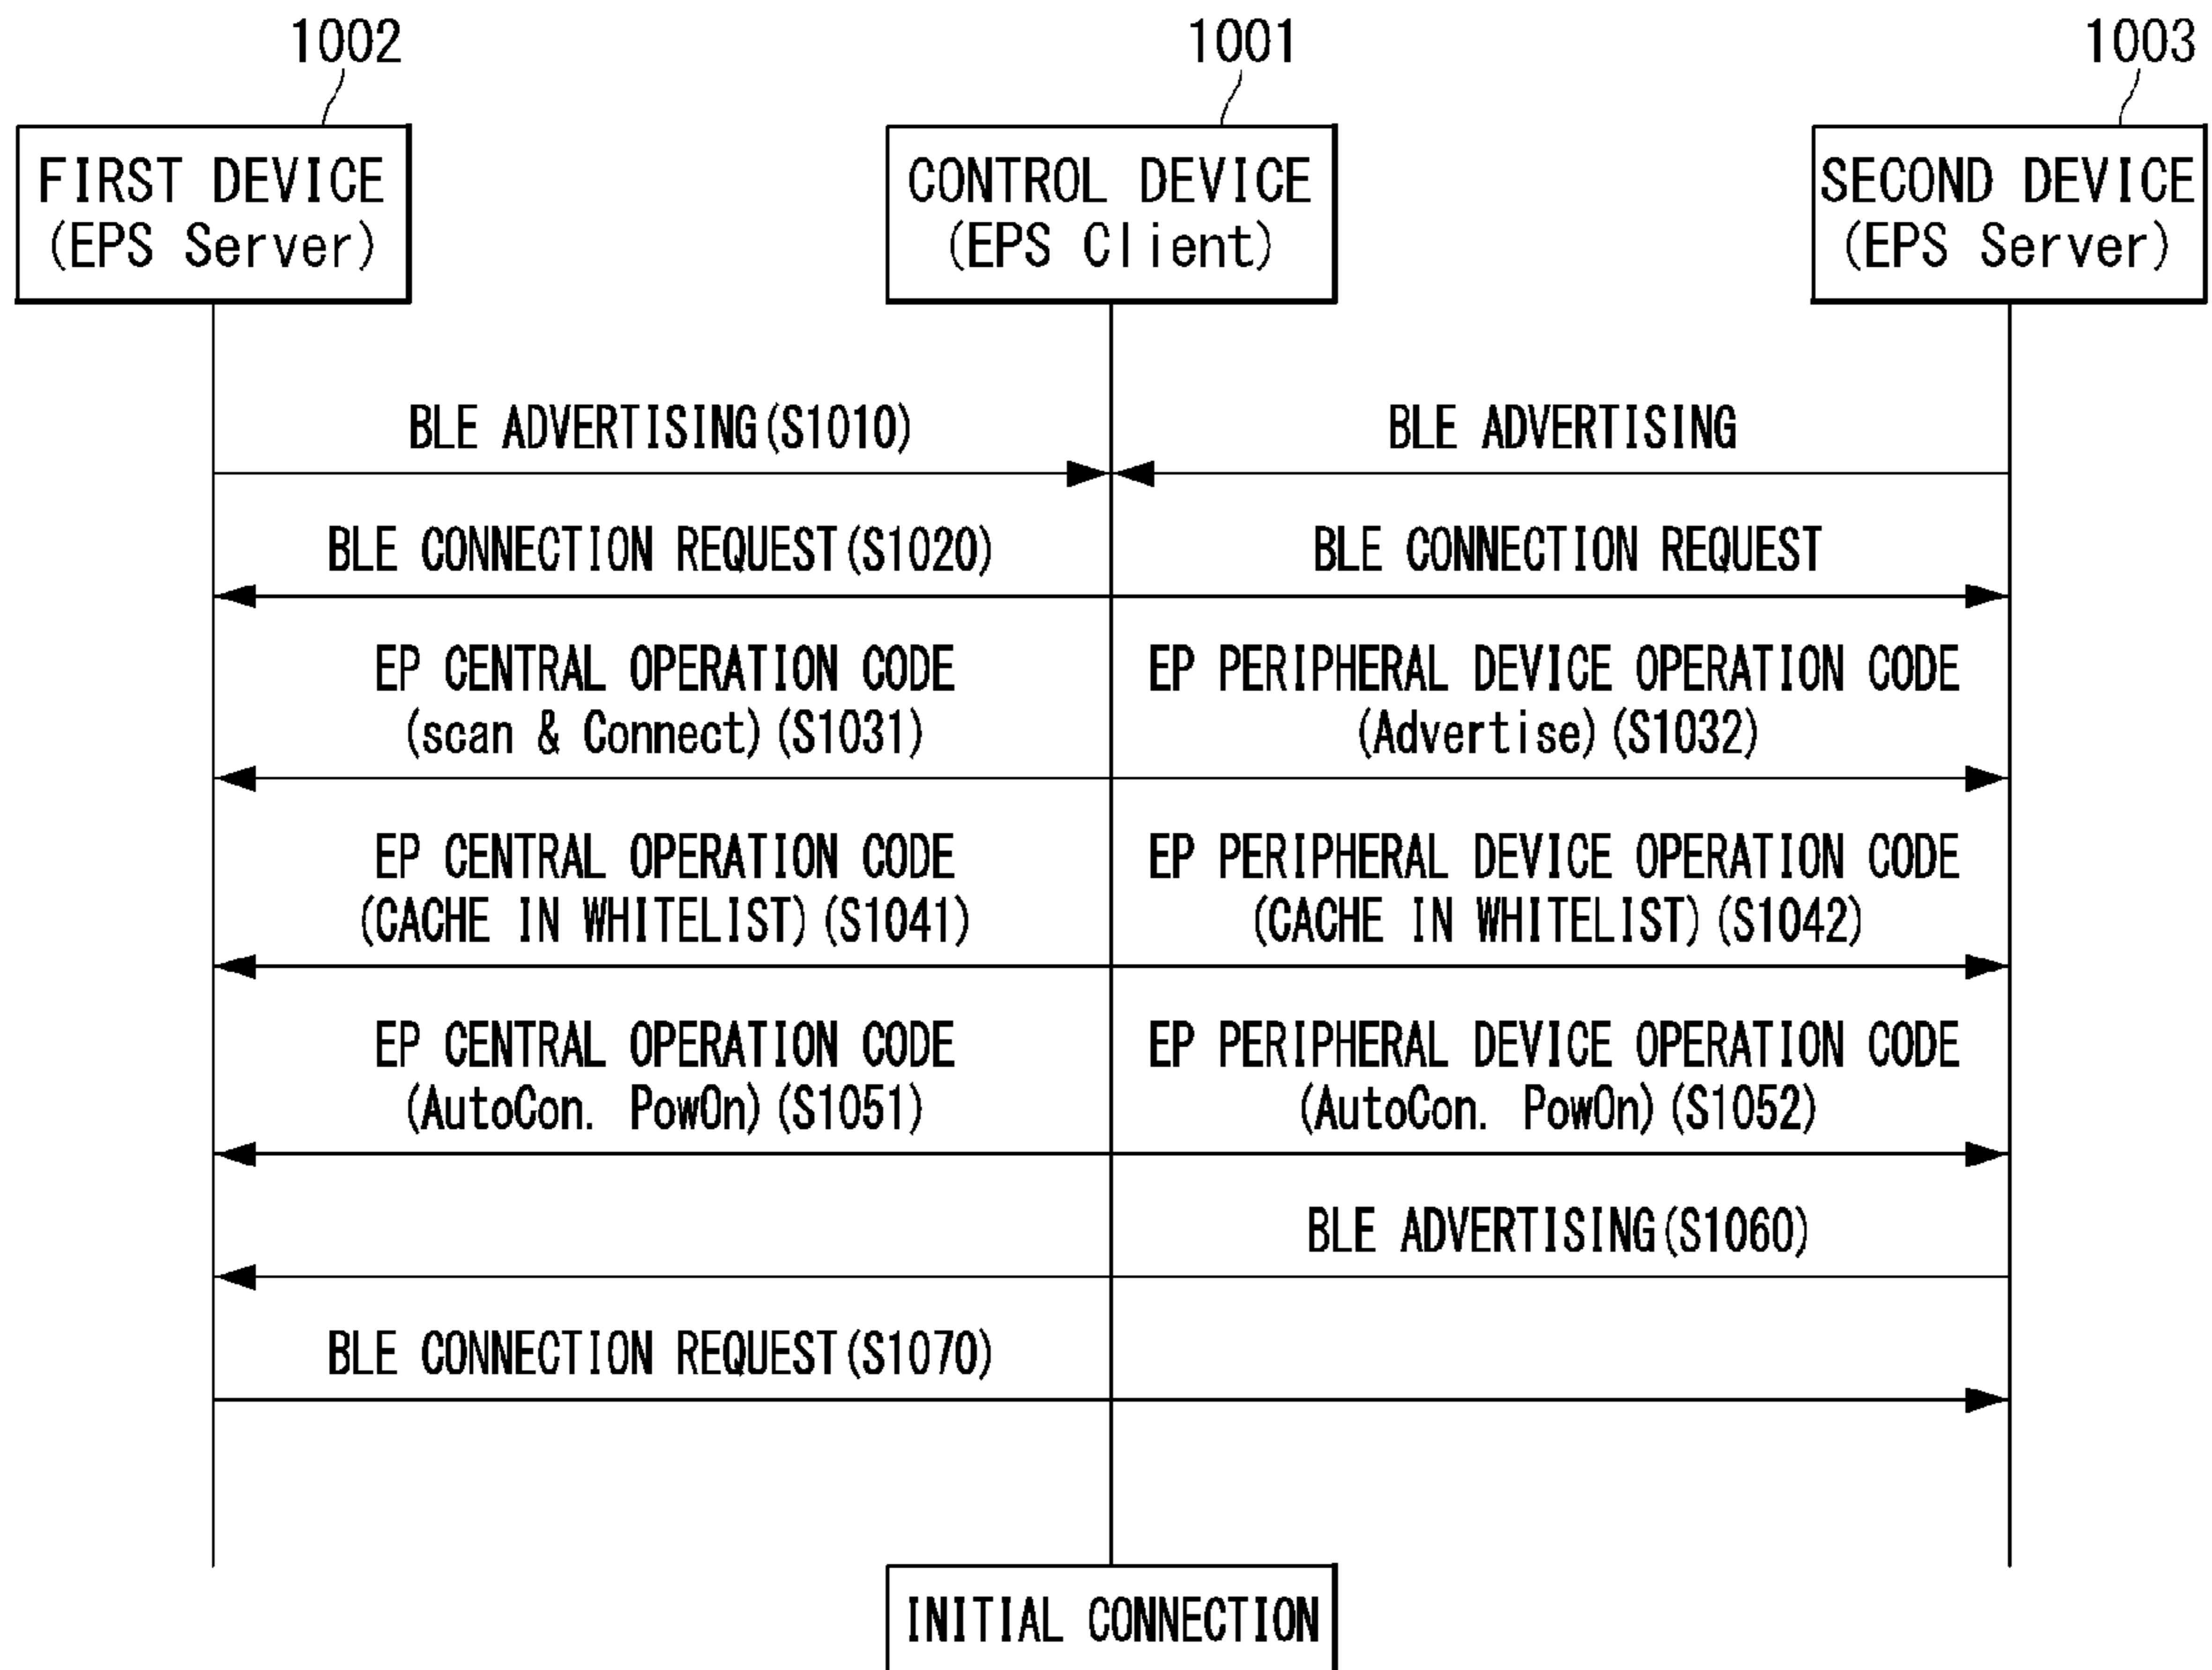 1002
1001
1003
FIRST DEVICE
(EPS Server)
CONTROL DEVICE
(EPS Client)
SECOND DEVICE
(EPS Server)
BLE ADVERTISING(S1010)
BLE ADVERTISING
BLE CONNECTION REQUEST(S1020)
BLE CONNECTION REQUEST
EP CENTRAL OPERATION CODE
(scan & Connect)(S1031)
EP PERIPHERAL DEVICE OPERATION CODE
(Advertise)(S1032)
EP CENTRAL OPERATION CODE
(CACHE IN WHITELIST)(S1041)
EP PERIPHERAL DEVICE OPERATION CODE
(CACHE IN WHITELIST)(S1042)
EP CENTRAL OPERATION CODE
(AutoCon. PowOn)(S1051)
EP PERIPHERAL DEVICE OPERATION CODE
(AutoCon. PowOn)(S1052)
BLE ADVERTISING(S1060)
BLE CONNECTION REQUEST(S1070)
INITIAL CONNECTION